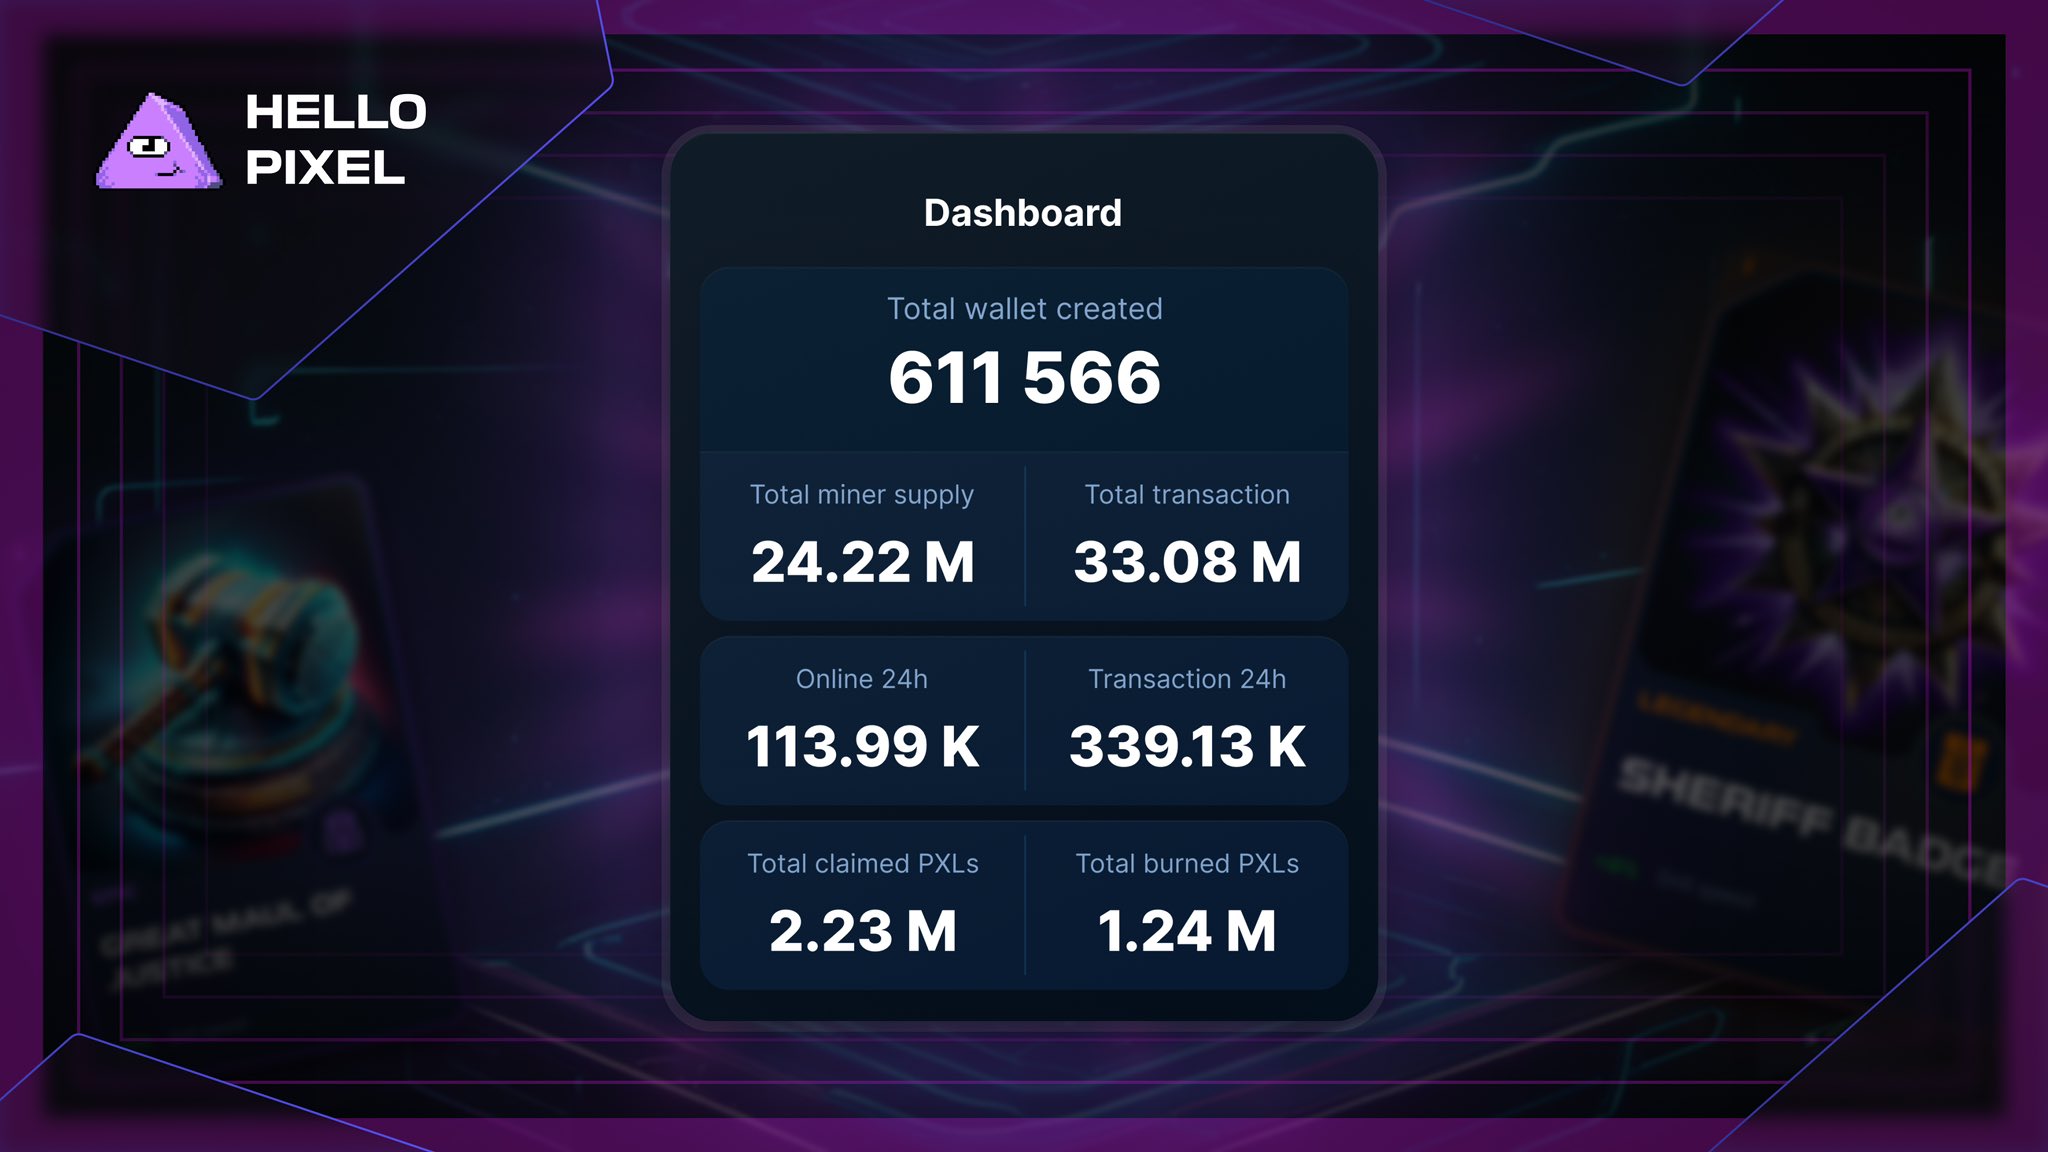 HELLO
PIXEL
Dashboard
Total wallet created
611 566
Total miner supply
24.22 M
Total transaction
33.08 M
Online 24h
113.99 K
Transaction 24h
339.13 K
Total claimed PXLs
2.23 M
Total burned PXLs
1.24 M
GREAT MAUL OF
JUSTICE
LEGENDARY
SHERIFF BADGE